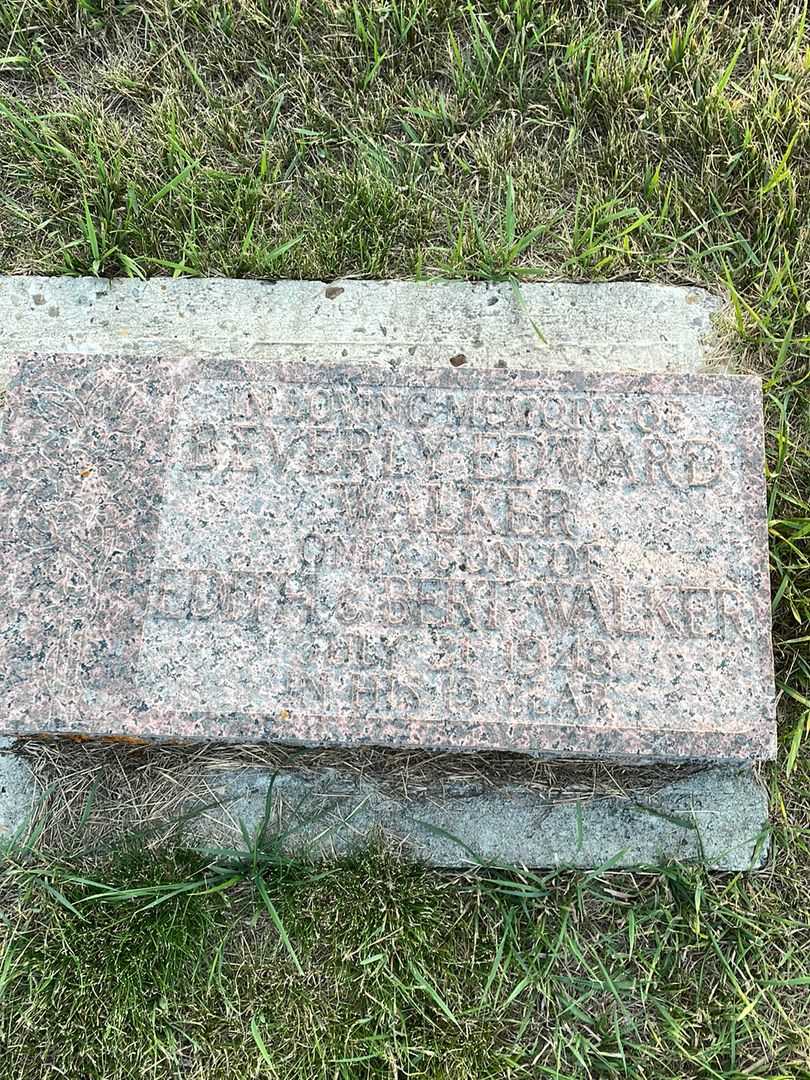 IN LOVING MEMORY OF
BEVERLY EDWARD
WALKER
ONLY SON OF
EDITH & BERT WALKER
JULY 21 1948
IN HIS 13 YEAR